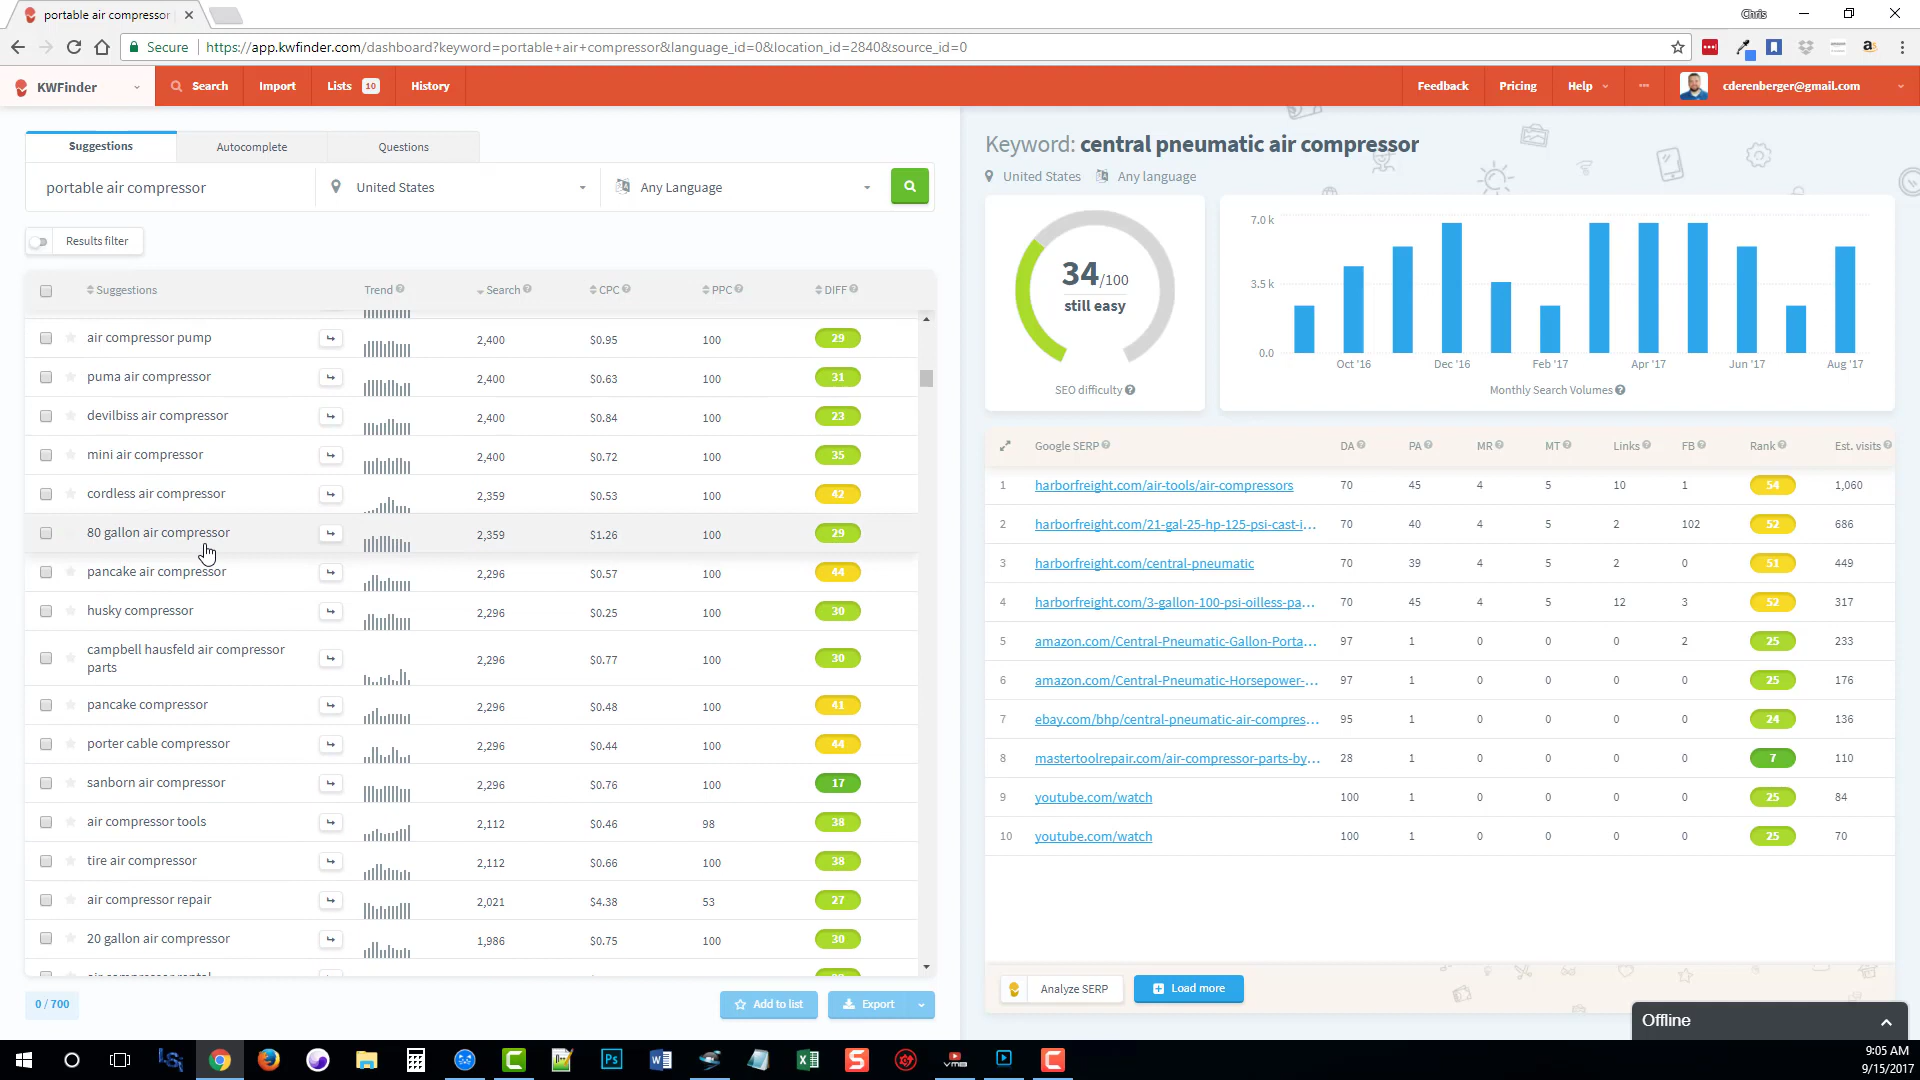 portable air compressor
Chris
Secure https://app.kwfinder.com/dashboard?keyword=portable+air+compressor&language_id=0&location_id=2840&source_id=0
KWFinder Search Import Lists 10 History Feedback Pricing Help cderenberger@gmail.com
Suggestions Autocomplete Questions
portable air compressor United States Any Language
Results filter
Suggestions Trend Search CPC PPC DIFF
air compressor pump 2,400 $0.95 100 29
puma air compressor 2,400 $0.63 100 31
devilbiss air compressor 2,400 $0.84 100 23
mini air compressor 2,400 $0.72 100 35
cordless air compressor 2,359 $0.53 100 42
80 gallon air compressor 2,359 $1.26 100 29
pancake air compressor 2,296 $0.57 100 44
husky compressor 2,296 $0.25 100 30
campbell hausfeld air compressor
parts 2,296 $0.77 100 30
pancake compressor 2,296 $0.48 100 41
porter cable compressor 2,296 $0.44 100 44
sanborn air compressor 2,296 $0.76 100 17
air compressor tools 2,112 $0.46 98 38
tire air compressor 2,112 $0.66 100 38
air compressor repair 2,021 $4.38 53 27
20 gallon air compressor 1,986 $0.75 100 30
0 / 700 Add to list Export
Keyword: central pneumatic air compressor
United States Any language
34/100
still easy
SEO difficulty
7.0 k
3.5 k
0.0
Oct '16 Dec '16 Feb '17 Apr '17 Jun '17 Aug '17
Monthly Search Volumes
Google SERP DA PA MR MT Links FB Rank Est. visits
1 harborfreight.com/air-tools/air-compressors 70 45 4 5 10 1 54 1,060
2 harborfreight.com/21-gal-25-hp-125-psi-cast-i... 70 40 4 5 2 102 52 686
3 harborfreight.com/central-pneumatic 70 39 4 5 2 0 51 449
4 harborfreight.com/3-gallon-100-psi-oilless-pa... 70 45 4 5 12 3 52 317
5 amazon.com/Central-Pneumatic-Gallon-Porta... 97 1 0 0 0 2 25 233
6 amazon.com/Central-Pneumatic-Horsepower-... 97 1 0 0 0 0 25 176
7 ebay.com/bhp/central-pneumatic-air-compres... 95 1 0 0 0 0 24 136
8 mastertoolrepair.com/air-compressor-parts-by... 28 1 0 0 0 0 7 110
9 youtube.com/watch 100 1 0 0 0 0 25 84
10 youtube.com/watch 100 1 0 0 0 0 25 70
Analyze SERP Load more
Offline
9:05 AM
9/15/2017